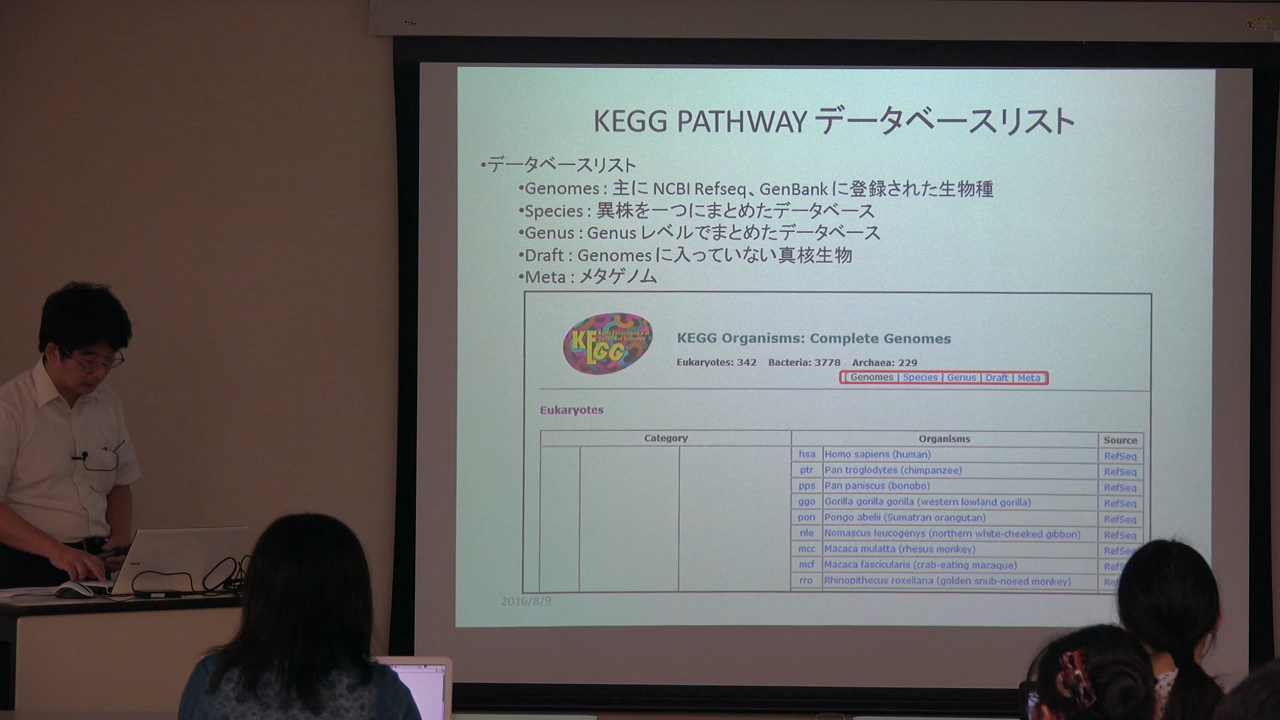 KEGG PATHWAY データベースリスト
•データベースリスト
•Genomes : 主に NCBI Refseq、GenBank に登録された生物種
•Species : 異株を一つにまとめたデータベース
•Genus : Genus レベルでまとめたデータベース
•Draft : Genomes に入っていない真核生物
•Meta : メタゲノム
KEGG
KEGG Organisms: Complete Genomes
Eukaryotes: 342 Bacteria: 3778 Archaea: 229
[ Genomes | Species | Genus | Draft | Meta ]
Eukaryotes
Category Organisms Source
hsa Homo sapiens (human) RefSeq
ptr Pan troglodytes (chimpanzee) RefSeq
pps Pan paniscus (bonobo) RefSeq
ggo Gorilla gorilla gorilla (western lowland gorilla) RefSeq
pon Pongo abelii (Sumatran orangutan) RefSeq
nle Nomascus leucogenys (northern white-cheeked gibbon) RefSeq
mcc Macaca mulatta (rhesus monkey)
mcf Macaca fascicularis (crab-eating macaque)
rro Rhinopithecus roxellana (golden snub-nosed monkey)
2016/8/9